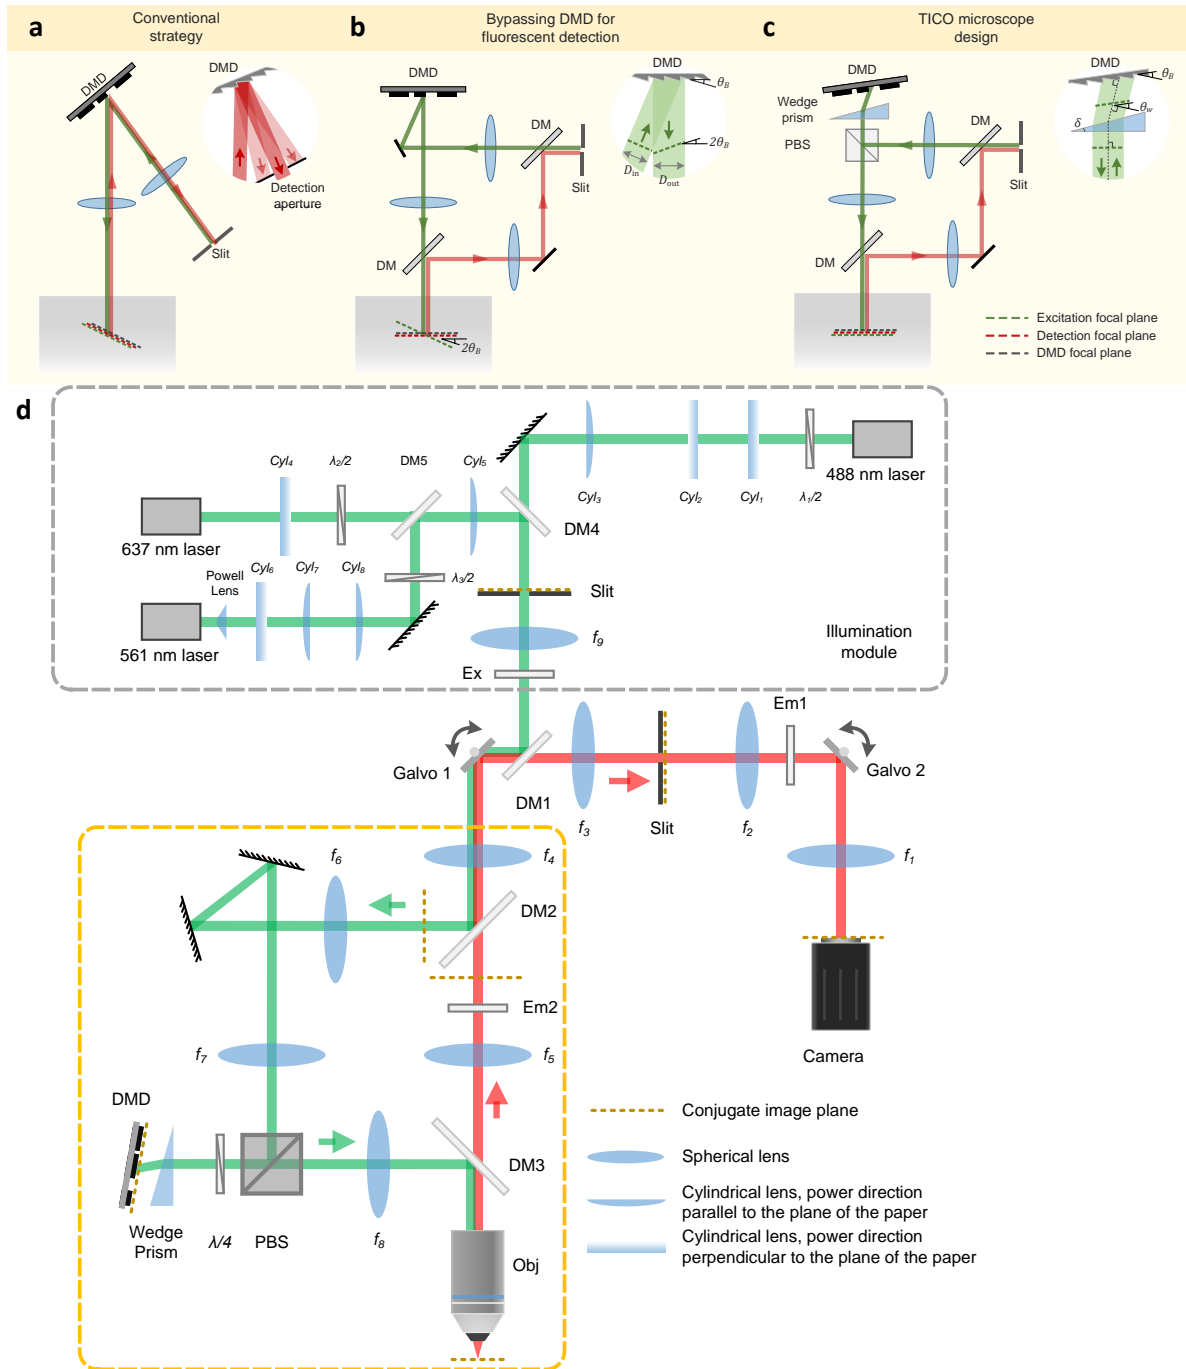 a
Conventional
strategy
b
Bypassing DMD for
fluorescent detection
c
TICO microscope
design
DMD
DMD
Detection
aperture
Slit
DMD
DM
Slit
DM
2θB
DMD
θB
2θB
Din
Dout
DMD
Wedge
prism
PBS
DM
Slit
DM
DMD
θB
θw
δ
Excitation focal plane
Detection focal plane
DMD focal plane
d
488 nm laser
λ1/2
Cyl1
Cyl2
Cyl3
Cyl4
λ2/2
DM5
Cyl5
DM4
637 nm laser
Powell
Lens
Cyl6
Cyl7
Cyl8
λ3/2
561 nm laser
Slit
f9
Ex
Illumination
module
Galvo 1
DM1
f3
Slit
f2
Em1
Galvo 2
f1
Camera
f4
f6
DM2
Em2
f5
f7
DMD
Wedge
Prism
λ/4
PBS
f8
DM3
Obj
Conjugate image plane
Spherical lens
Cylindrical lens, power direction
parallel to the plane of the paper
Cylindrical lens, power direction
perpendicular to the plane of the paper